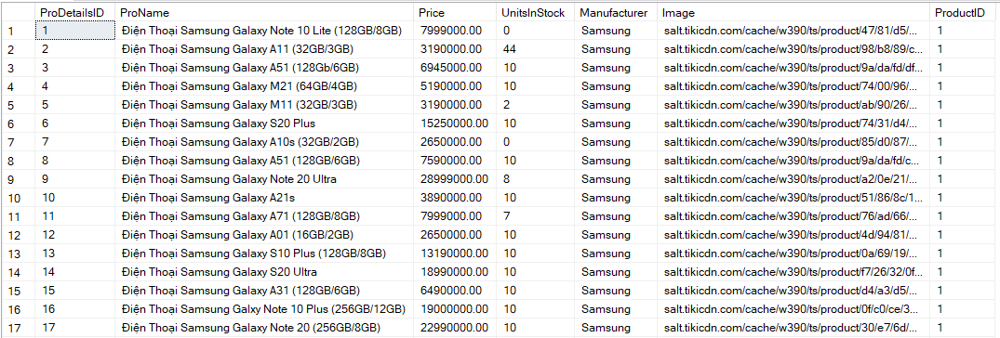 ProDetailsID ProName Price UnitsInStock Manufacturer Image ProductID
1 1 Điện Thoại Samsung Galaxy Note 10 Lite (128GB/8GB) 7999000.00 0 Samsung salt.tikicdn.com/cache/w390/ts/product/47/81/d5/... 1
2 2 Điện Thoại Samsung Galaxy A11 (32GB/3GB) 3190000.00 44 Samsung salt.tikicdn.com/cache/w390/ts/product/98/b8/89/c... 1
3 3 Điện Thoại Samsung Galaxy A51 (128Gb/6GB) 6945000.00 10 Samsung salt.tikicdn.com/cache/w390/ts/product/9a/da/fd/df... 1
4 4 Điện Thoại Samsung Galaxy M21 (64GB/4GB) 5190000.00 10 Samsung salt.tikicdn.com/cache/w390/ts/product/74/00/96/... 1
5 5 Điện Thoại Samsung Galaxy M11 (32GB/3GB) 3190000.00 2 Samsung salt.tikicdn.com/cache/w390/ts/product/ab/90/26/... 1
6 6 Điện Thoại Samsung Galaxy S20 Plus 15250000.00 10 Samsung salt.tikicdn.com/cache/w390/ts/product/74/31/d4/... 1
7 7 Điện Thoại Samsung Galaxy A10s (32GB/2GB) 2650000.00 0 Samsung salt.tikicdn.com/cache/w390/ts/product/85/d0/87/... 1
8 8 Điện Thoại Samsung Galaxy A51 (128GB/6GB) 7590000.00 10 Samsung salt.tikicdn.com/cache/w390/ts/product/9a/da/fd/c... 1
9 9 Điện Thoại Samsung Galaxy Note 20 Ultra 28999000.00 8 Samsung salt.tikicdn.com/cache/w390/ts/product/a2/0e/21/... 1
10 10 Điện Thoại Samsung Galaxy A21s 3890000.00 10 Samsung salt.tikicdn.com/cache/w390/ts/product/51/86/8c/1... 1
11 11 Điện Thoại Samsung Galaxy A71 (128GB/8GB) 7999000.00 7 Samsung salt.tikicdn.com/cache/w390/ts/product/76/ad/66/... 1
12 12 Điện Thoại Samsung Galaxy A01 (16GB/2GB) 2650000.00 10 Samsung salt.tikicdn.com/cache/w390/ts/product/4d/94/81/... 1
13 13 Điện Thoại Samsung Galaxy S10 Plus (128GB/8GB) 13190000.00 10 Samsung salt.tikicdn.com/cache/w390/ts/product/0a/69/19/... 1
14 14 Điện Thoại Samsung Galaxy S20 Ultra 18990000.00 10 Samsung salt.tikicdn.com/cache/w390/ts/product/f7/26/32/0f... 1
15 15 Điện Thoại Samsung Galaxy A31 (128GB/6GB) 6490000.00 10 Samsung salt.tikicdn.com/cache/w390/ts/product/d4/a3/d5/... 1
16 16 Điện Thoại Samsung Galxy Note 10 Plus (256GB/12GB) 19000000.00 10 Samsung salt.tikicdn.com/cache/w390/ts/product/0f/c0/ce/3... 1
17 17 Điện Thoại Samsung Galaxy Note 20 (256GB/8GB) 22990000.00 10 Samsung salt.tikicdn.com/cache/w390/ts/product/30/e7/6d/... 1